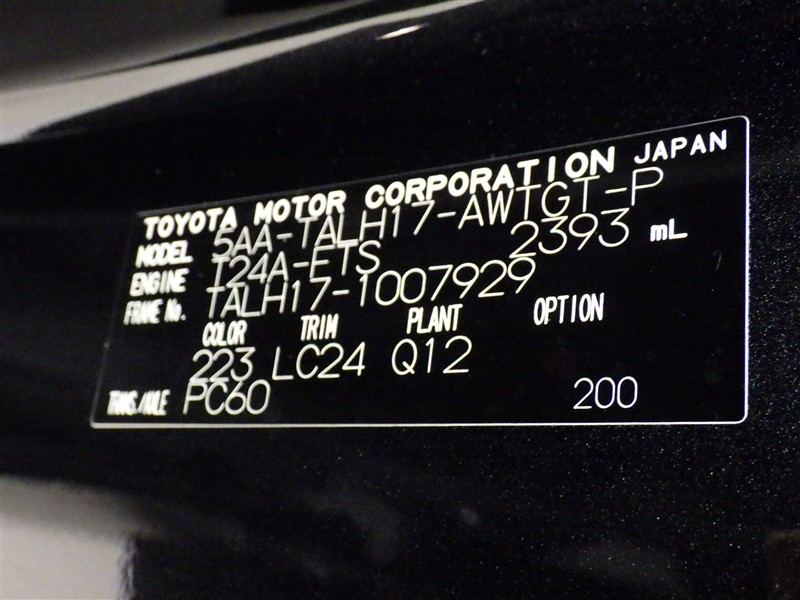 TOYOTA MOTOR CORPORATION JAPAN
MODEL 5AA-TALH17-AWTGT-P
ENGINE T24A-FTS 2393 mL
FRAME No. TALH17-1007929
COLOR TRIM PLANT OPTION
223 LC24 Q12
TRANS./AXLE PC60 200